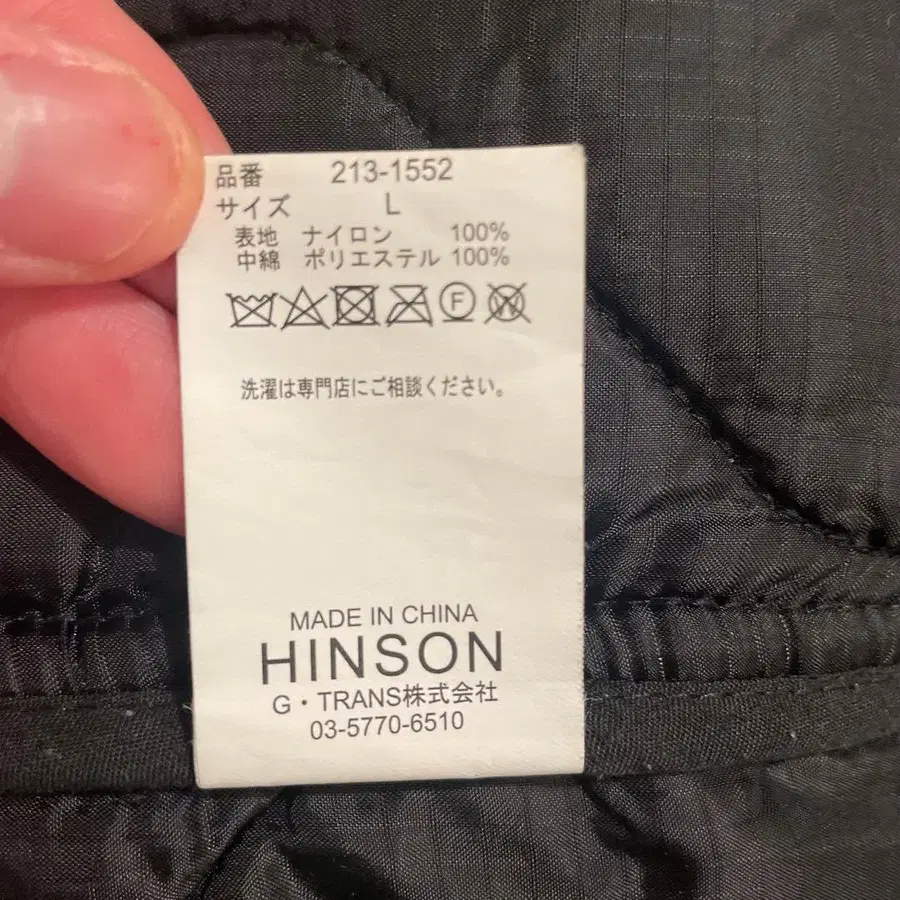 品番 213-1552
サイズ L
表地 ナイロン 100%
中綿 ポリエステル 100%
F W
洗濯は専門店にご相談ください。
MADE IN CHINA
HINSON
G・TRANS株式会社
03-5770-6510